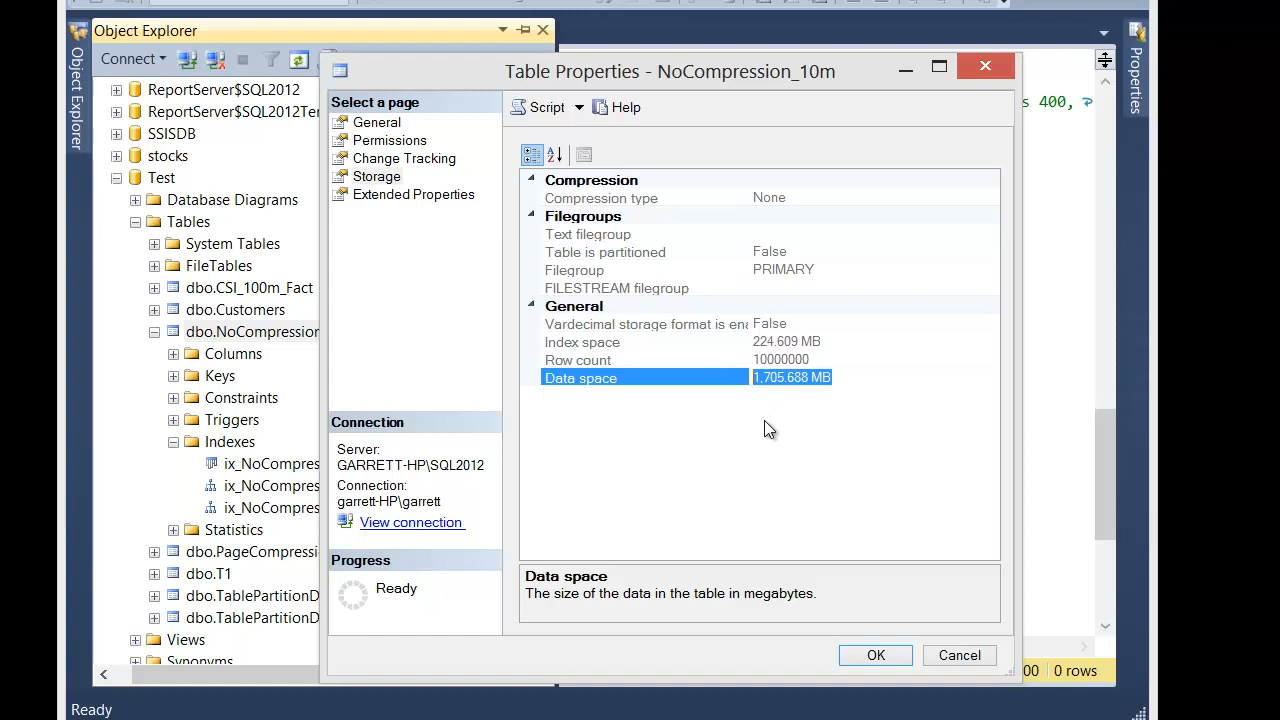 Object Explorer
Connect
ReportServer$SQL2012
ReportServer$SQL2012Te
SSISDB
stocks
Test
Database Diagrams
Tables
System Tables
FileTables
dbo.CSI_100m_Fact
dbo.Customers
dbo.NoCompression
Columns
Keys
Constraints
Triggers
Indexes
ix_NoCompres
ix_NoCompres
ix_NoCompres
Statistics
dbo.PageCompressi
dbo.T1
dbo.TablePartitionD
dbo.TablePartitionD
Views
Synonyms
Object Explorer
Table Properties - NoCompression_10m
Select a page
General
Permissions
Change Tracking
Storage
Extended Properties
Connection
Server:
GARRETT-HP\SQL2012
Connection:
garrett-HP\garrett
View connection
Progress
Ready
Script
Help
Compression
Compression type None
Filegroups
Text filegroup
Table is partitioned False
Filegroup PRIMARY
FILESTREAM filegroup
General
Vardecimal storage format is ena False
Index space 224.609 MB
Row count 10000000
Data space 1,705.688 MB
Data space
The size of the data in the table in megabytes.
OK Cancel
s 400,
00 0 rows
Properties
Ready